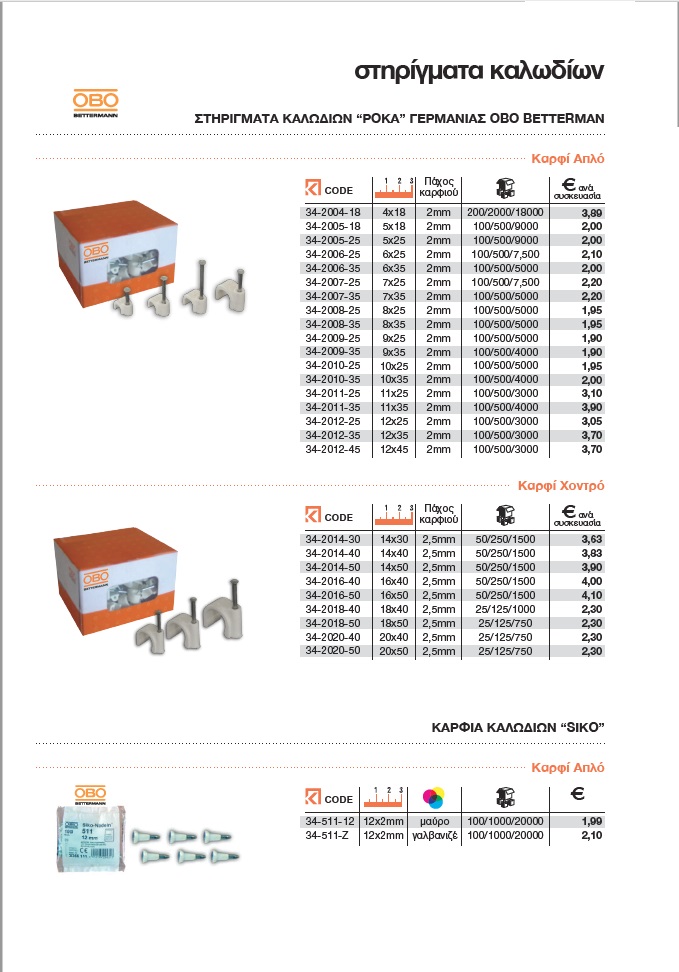 στηρίγματα καλωδίων
OBO
BETTERMANN
ΣΤΗΡΙΓΜΑΤΑ ΚΑΛΩΔΙΩΝ “ΡΟΚΑ” ΓΕΡΜΑΝΙΑΣ OBO BETTERMAN
Καρφί Απλό
CODE 1 2 3 Πάχος καρφιού € ανά συσκευασία
34-2004-18 4x18 2mm 200/2000/18000 3,89
34-2005-18 5x18 2mm 100/500/9000 2,00
34-2005-25 5x25 2mm 100/500/9000 2,00
34-2006-25 6x25 2mm 100/500/7,500 2,10
34-2006-35 6x35 2mm 100/500/5000 2,00
34-2007-25 7x25 2mm 100/500/7,500 2,20
34-2007-35 7x35 2mm 100/500/5000 2,20
34-2008-25 8x25 2mm 100/500/5000 1,95
34-2008-35 8x35 2mm 100/500/5000 1,95
34-2009-25 9x25 2mm 100/500/5000 1,90
34-2009-35 9x35 2mm 100/500/4000 1,90
34-2010-25 10x25 2mm 100/500/5000 1,95
34-2010-35 10x35 2mm 100/500/4000 2,00
34-2011-25 11x25 2mm 100/500/3000 3,10
34-2011-35 11x35 2mm 100/500/4000 3,90
34-2012-25 12x25 2mm 100/500/3000 3,05
34-2012-35 12x35 2mm 100/500/3000 3,70
34-2012-45 12x45 2mm 100/500/3000 3,70
OBO
BETTERMANN
Καρφί Χοντρό
CODE 1 2 3 Πάχος καρφιού € ανά συσκευασία
34-2014-30 14x30 2,5mm 50/250/1500 3,63
34-2014-40 14x40 2,5mm 50/250/1500 3,83
34-2014-50 14x50 2,5mm 50/250/1500 3,90
34-2016-40 16x40 2,5mm 50/250/1500 4,00
34-2016-50 16x50 2,5mm 50/250/1500 4,10
34-2018-40 18x40 2,5mm 25/125/1000 2,30
34-2018-50 18x50 2,5mm 25/125/750 2,30
34-2020-40 20x40 2,5mm 25/125/750 2,30
34-2020-50 20x50 2,5mm 25/125/750 2,30
OBO
BETTERMANN
ΚΑΡΦΙΑ ΚΑΛΩΔΙΩΝ “SIKO”
Καρφί Απλό
OBO
BETTERMANN
CODE 1 2 3 €
34-511-12 12x2mm μαύρο 100/1000/20000 1,99
34-511-Z 12x2mm γαλβανιζέ 100/1000/20000 2,10
OBO
511
12 mm
CE